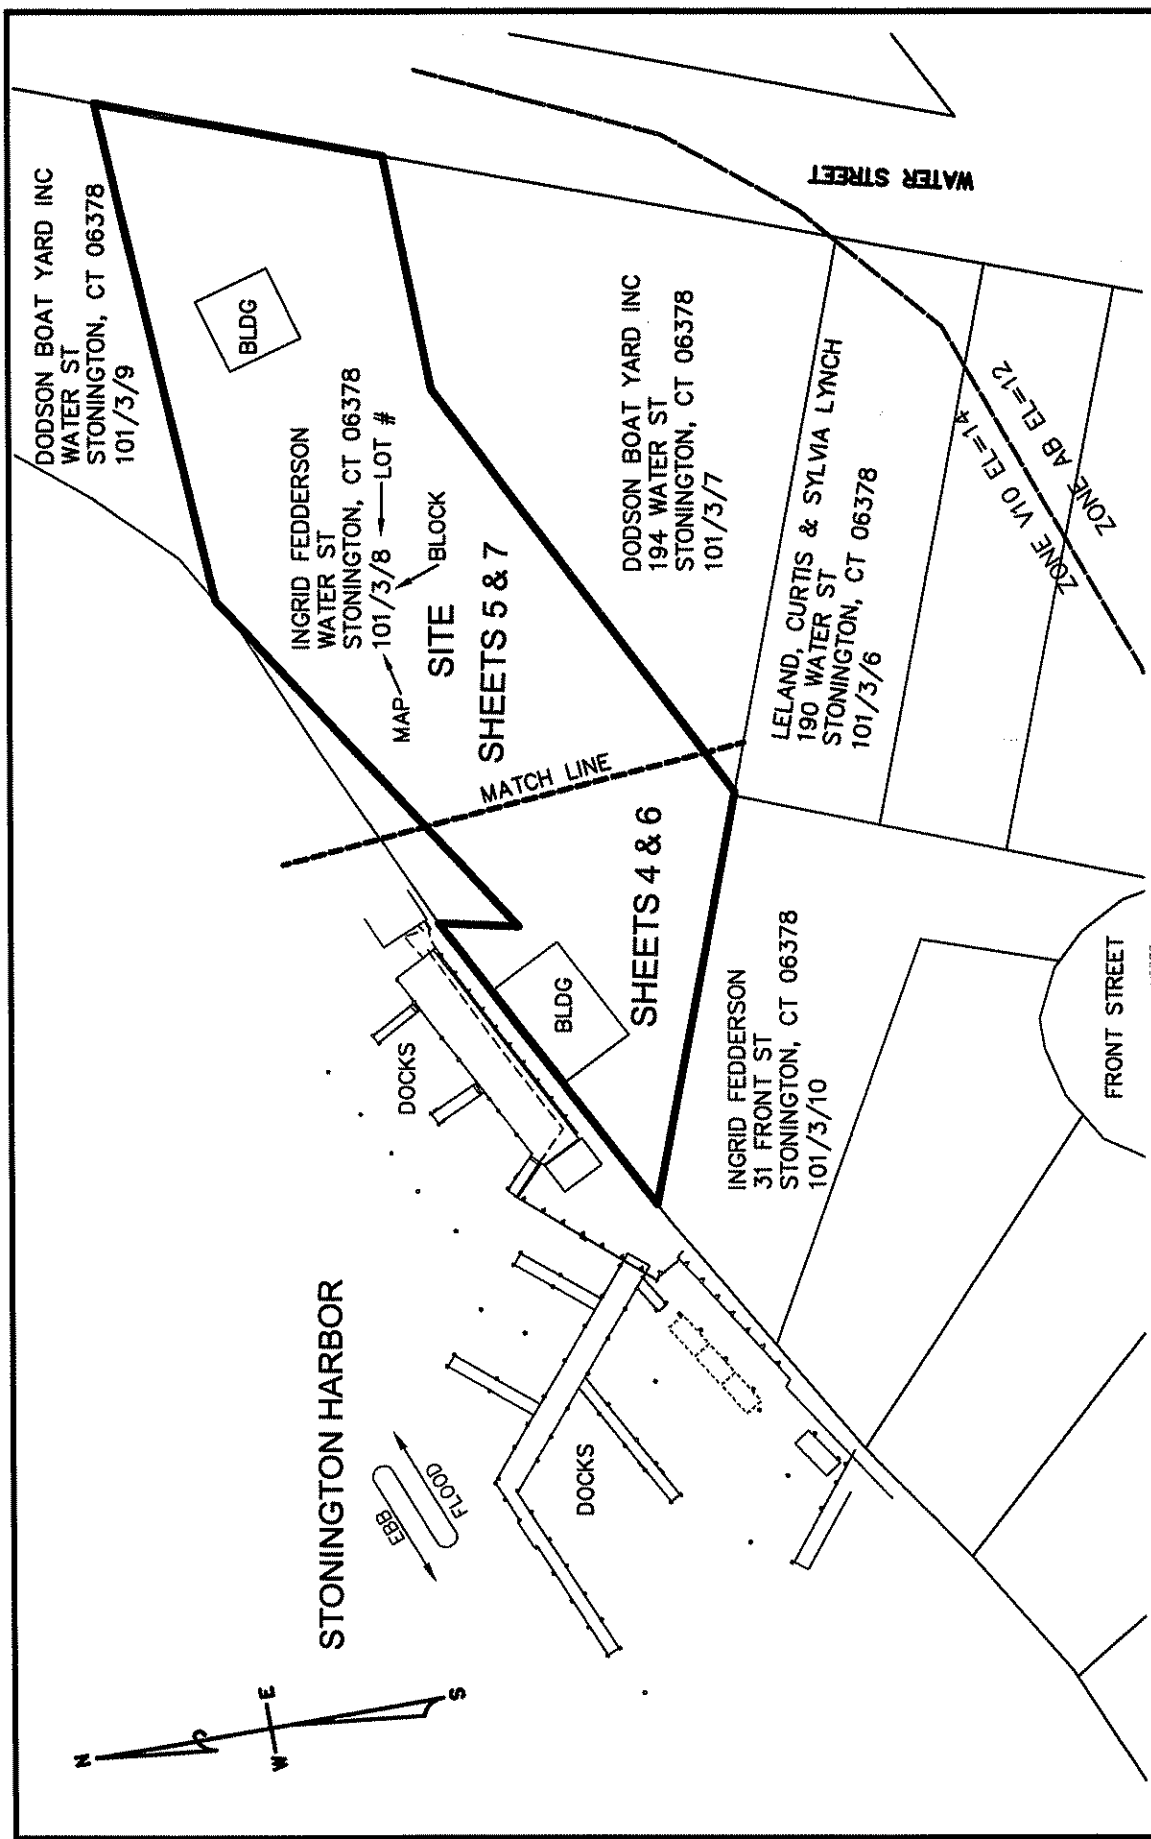 DODSON BOAT YARD INC
WATER ST
STONINGTON, CT 06378
101/3/9
BLDG
WATER STREET
INGRID FEDDERSON
WATER ST
STONINGTON, CT 06378
101/3/8 LOT #
MAP
BLOCK
SITE
SHEETS 5 & 7
DODSON BOAT YARD INC
194 WATER ST
STONINGTON, CT 06378
101/3/7
LELAND, CURTIS & SYLVIA LYNCH
190 WATER ST
STONINGTON, CT 06378
101/3/6
ZONE V10 EL=14
ZONE AB EL=12
MATCH LINE
SHEETS 4 & 6
BLDG
DOCKS
INGRID FEDDERSON
31 FRONT ST
STONINGTON, CT 06378
101/3/10
FRONT STREET
STONINGTON HARBOR
EBB
FLOOD
DOCKS
N
E
W
S